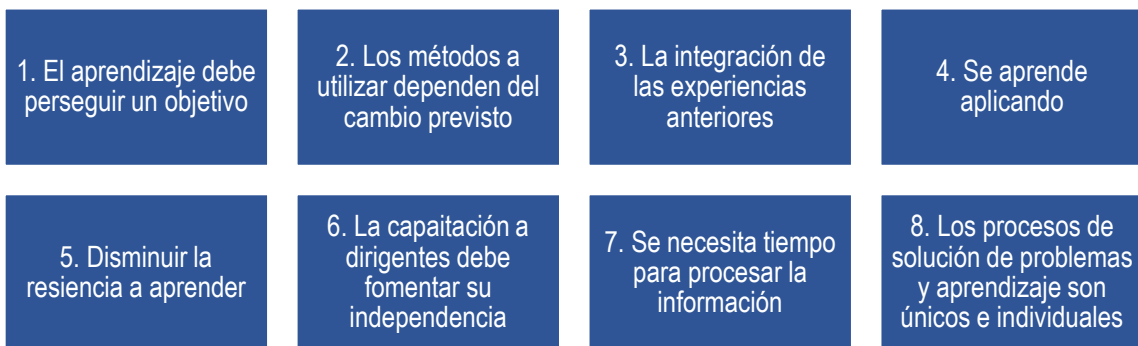 1. El aprendizaje debe
perseguir un objetivo
2. Los métodos a
utilizar dependen del
cambio previsto
3. La integración de
las experiencias
anteriores
4. Se aprende
aplicando
5. Disminuir la
resiencia a aprender
6. La capaitación a
dirigentes debe
fomentar su
independencia
7. Se necesita tiempo
para procesar la
información
8. Los procesos de
solución de problemas
y aprendizaje son
únicos e individuales